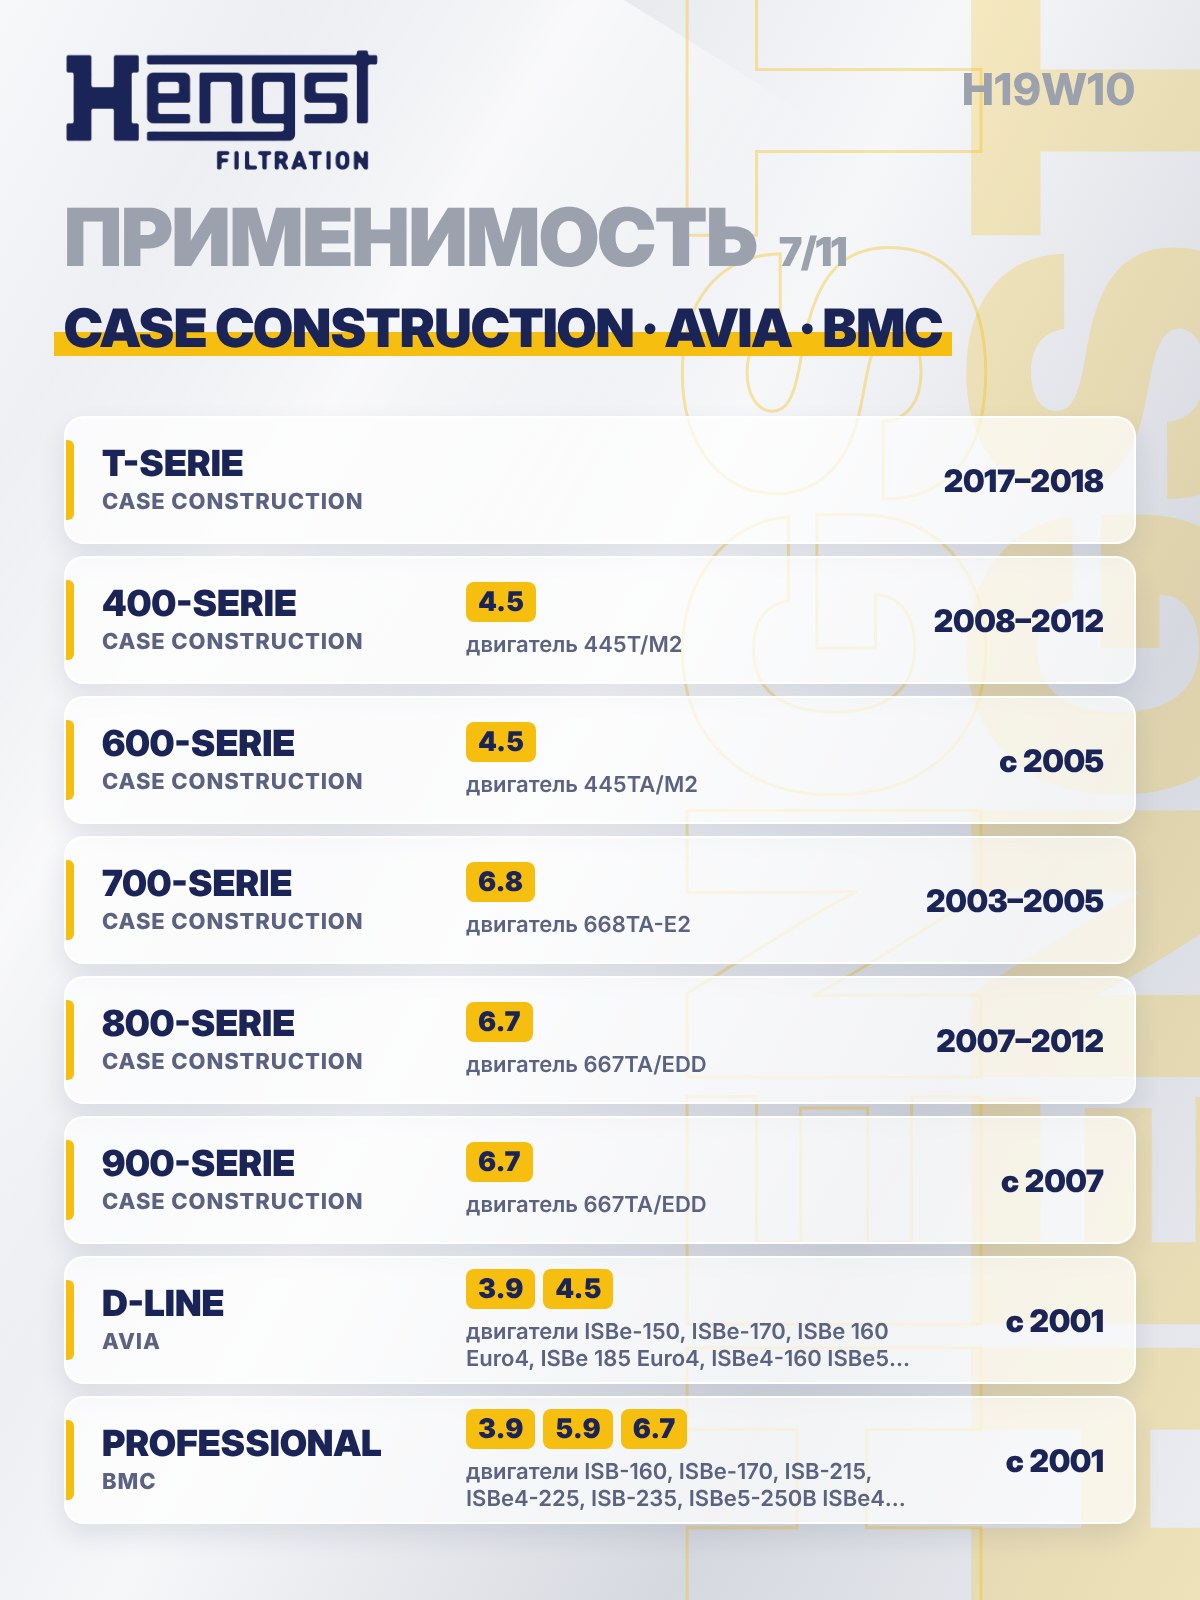 Hengst
FILTRATION
H19W10
ПРИМЕНИМОСТЬ 7/11
CASE CONSTRUCTION · AVIA · BMC
T-SERIE
CASE CONSTRUCTION
2017–2018
400-SERIE
CASE CONSTRUCTION
4.5
двигатель 445T/M2
2008–2012
600-SERIE
CASE CONSTRUCTION
4.5
двигатель 445TA/M2
с 2005
700-SERIE
CASE CONSTRUCTION
6.8
двигатель 668TA-E2
2003–2005
800-SERIE
CASE CONSTRUCTION
6.7
двигатель 667TA/EDD
2007–2012
900-SERIE
CASE CONSTRUCTION
6.7
двигатель 667TA/EDD
с 2007
D-LINE
AVIA
3.9 4.5
двигатели ISBe-150, ISBe-170, ISBe 160
Euro4, ISBe 185 Euro4, ISBe4-160 ISBe5...
с 2001
PROFESSIONAL
BMC
3.9 5.9 6.7
двигатели ISB-160, ISBe-170, ISB-215,
ISBe4-225, ISB-235, ISBe5-250B ISBe4...
с 2001
HENGST
HENGST